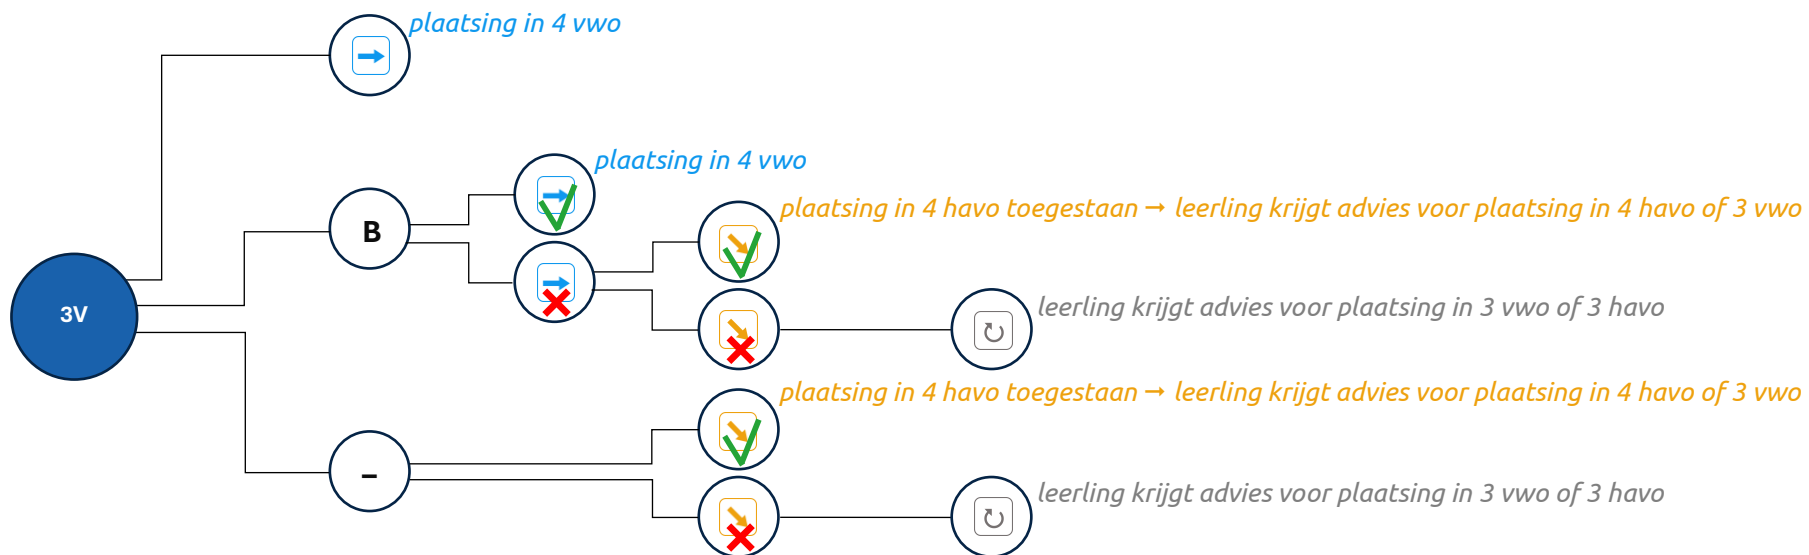 plaatsing in 4 vwo
plaatsing in 4 vwo
B
plaatsing in 4 havo toegestaan → leerling krijgt advies voor plaatsing in 4 havo of 3 vwo
3V
leerling krijgt advies voor plaatsing in 3 vwo of 3 havo
plaatsing in 4 havo toegestaan → leerling krijgt advies voor plaatsing in 4 havo of 3 vwo
–
leerling krijgt advies voor plaatsing in 3 vwo of 3 havo